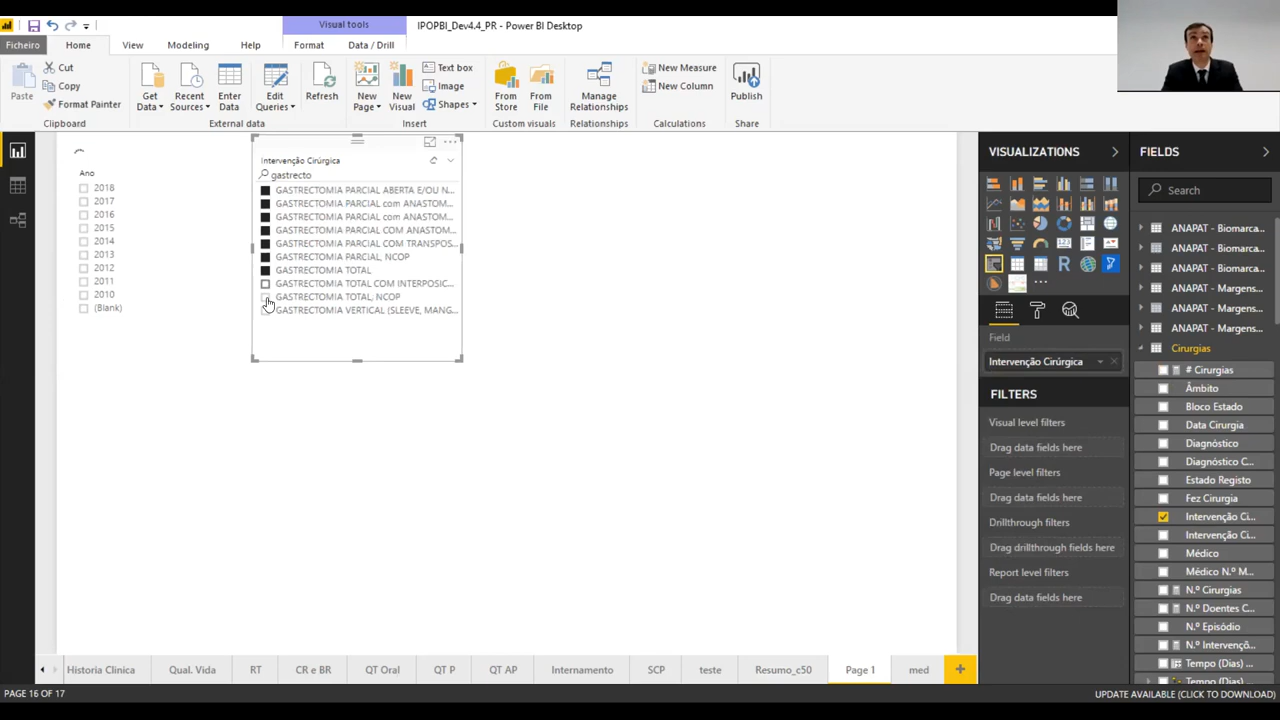 Visual tools
IPOPBI_Dev4.4_PR - Power BI Desktop
Ficheiro
Home
View
Modeling
Help
Format
Data / Drill
Paste
Cut
Copy
Format Painter
Clipboard
Get Data
Recent Sources
Enter Data
Edit Queries
Refresh
External data
New Page
New Visual
Text box
Image
Shapes
Insert
From Store
From File
Custom visuals
Manage Relationships
Relationships
New Measure
New Column
Calculations
Publish
Share
Ano
2018
2017
2016
2015
2014
2013
2012
2011
2010
(Blank)
Intervenção Cirúrgica
gastrecto
GASTRECTOMIA PARCIAL ABERTA E/OU N...
GASTRECTOMIA PARCIAL com ANASTOM...
GASTRECTOMIA PARCIAL com ANASTOM...
GASTRECTOMIA PARCIAL COM ANASTOM...
GASTRECTOMIA PARCIAL COM TRANSPOS...
GASTRECTOMIA PARCIAL, NCOP
GASTRECTOMIA TOTAL
GASTRECTOMIA TOTAL COM INTERPOSIC...
GASTRECTOMIA TOTAL, NCOP
GASTRECTOMIA VERTICAL (SLEEVE, MANG...
VISUALIZATIONS
R
123
Field
Intervenção Cirúrgica
FILTERS
Visual level filters
Drag data fields here
Page level filters
Drag data fields here
Drillthrough filters
Drag drillthrough fields here
Report level filters
Drag data fields here
FIELDS
Search
ANAPAT - Biomarca...
ANAPAT - Biomarca...
ANAPAT - Biomarca...
ANAPAT - Margens...
ANAPAT - Margens...
ANAPAT - Margens...
Cirurgias
# Cirurgias
Âmbito
Bloco Estado
Data Cirurgia
Diagnóstico
Diagnóstico C...
Estado Registo
Fez Cirurgia
Intervenção Ci...
Intervenção Ci...
Médico
Médico N.º M...
N.º Cirurgias
N.º Doentes C...
N.º Episódio
N.º Intervençõ...
Tempo (Dias) ...
Tempo (Dias) ...
Historia Clinica
Qual. Vida
RT
CR e BR
QT Oral
QT P
QT AP
Internamento
SCP
teste
Resumo_c50
Page 1
med
PAGE 16 OF 17
UPDATE AVAILABLE (CLICK TO DOWNLOAD)